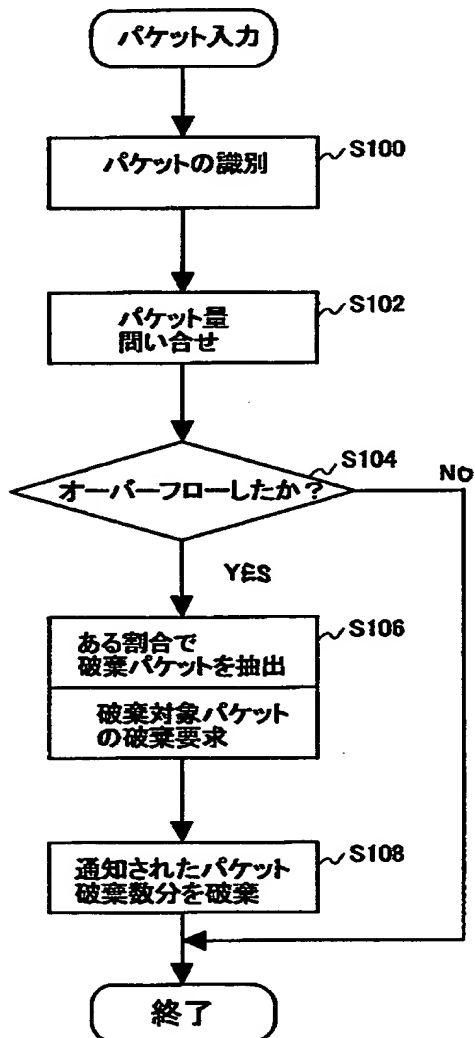 パケット入力
パケットの識別
S100
パケット量
問い合せ
S102
オーバーフローしたか？
S104
NO
YES
ある割合で
破棄パケットを抽出
S106
破棄対象パケット
の破棄要求
通知されたパケット
破棄数分を破棄
S108
終了